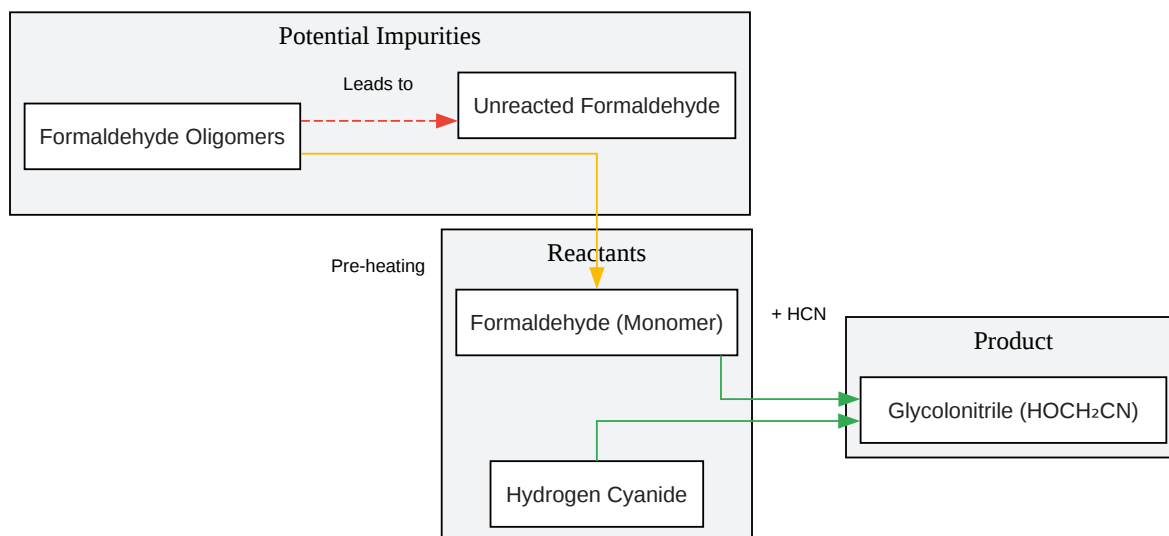 Potential Impurities
Leads to
Unreacted Formaldehyde
Formaldehyde Oligomers
Reactants
Pre-heating
Formaldehyde (Monomer)
+ HCN
Product
Glycolonitrile (HOCH₂CN)
Hydrogen Cyanide